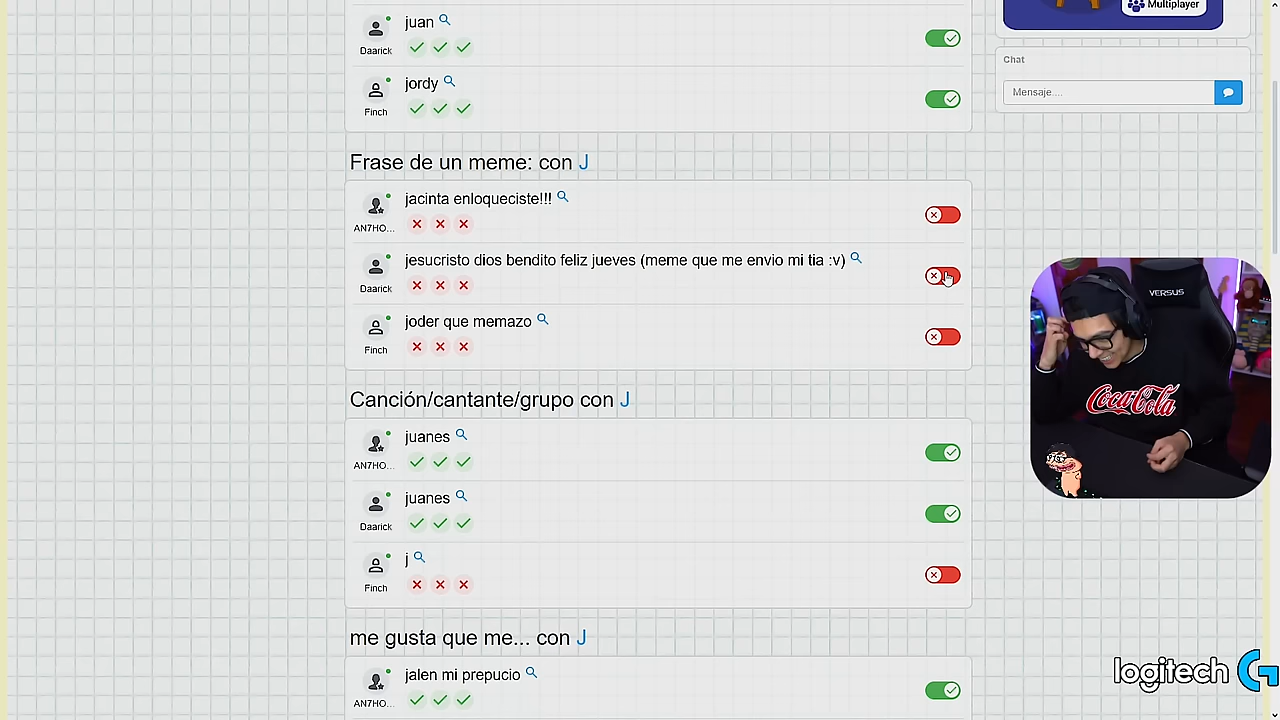 Multiplayer
juan
Daarick
jordy
Finch
Chat
Mensaje....
Frase de un meme: con J
jacinta enloqueciste!!!
AN7HO...
jesucristo dios bendito feliz jueves (meme que me envio mi tia :v)
Daarick
joder que memazo
Finch
VERSUS
Coca-Cola
Canción/cantante/grupo con J
juanes
AN7HO...
juanes
Daarick
j
Finch
me gusta que me... con J
jalen mi prepucio
AN7HO...
logitech G